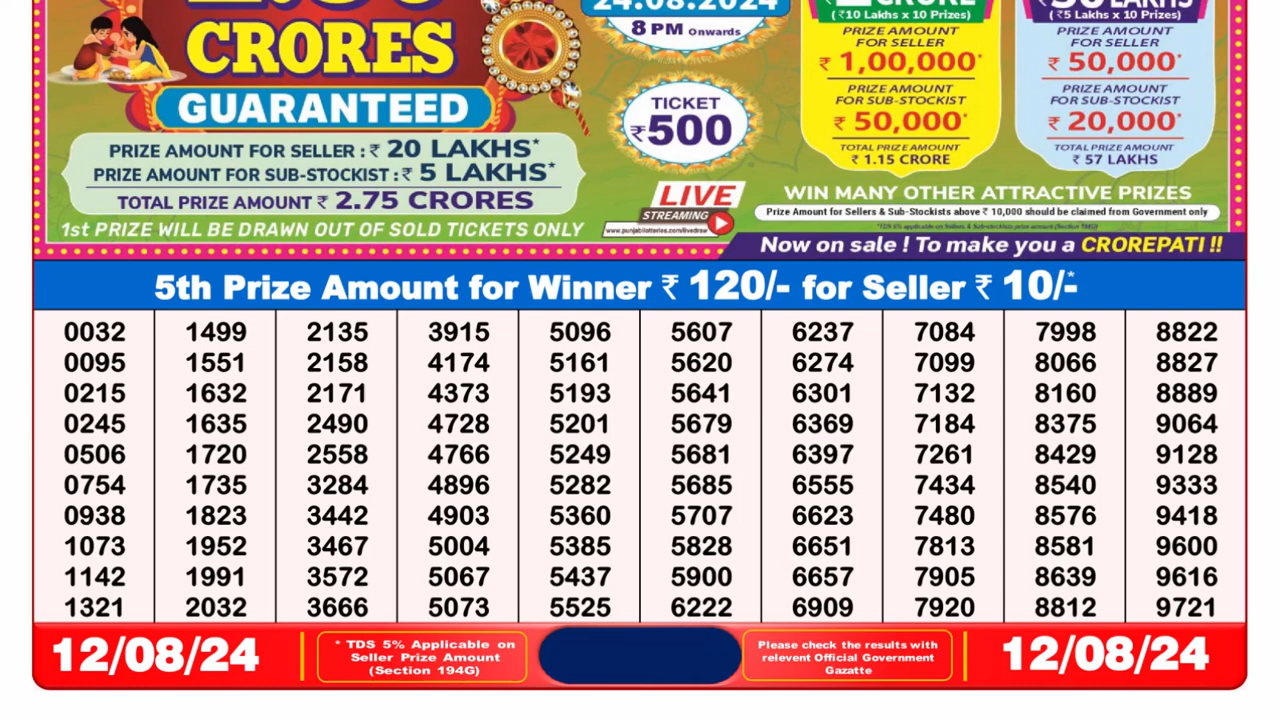 24.08.2024
8 PM Onwards
CRORES
GUARANTEED
PRIZE AMOUNT FOR SELLER : ₹ 20 LAKHS*
PRIZE AMOUNT FOR SUB-STOCKIST : ₹ 5 LAKHS*
TOTAL PRIZE AMOUNT ₹ 2.75 CRORES
1st PRIZE WILL BE DRAWN OUT OF SOLD TICKETS ONLY
TICKET
₹500
LIVE
STREAMING
www.punjablotteries.com/livedraw
CRORE
(₹10 Lakhs x 10 Prizes)
PRIZE AMOUNT
FOR SELLER
₹ 1,00,000*
PRIZE AMOUNT
FOR SUB-STOCKIST
₹ 50,000*
TOTAL PRIZE AMOUNT
₹ 1.15 CRORE
LAKHS
(₹5 Lakhs x 10 Prizes)
PRIZE AMOUNT
FOR SELLER
₹ 50,000*
PRIZE AMOUNT
FOR SUB-STOCKIST
₹ 20,000*
TOTAL PRIZE AMOUNT
₹ 57 LAKHS
WIN MANY OTHER ATTRACTIVE PRIZES
Prize Amount for Sellers & Sub-Stockists above ₹ 10,000 should be claimed from Government only
Now on sale ! To make you a CROREPATI !!
5th Prize Amount for Winner ₹ 120/- for Seller ₹ 10/-*
0032 1499 2135 3915 5096 5607 6237 7084 7998 8822
0095 1551 2158 4174 5161 5620 6274 7099 8066 8827
0215 1632 2171 4373 5193 5641 6301 7132 8160 8889
0245 1635 2490 4728 5201 5679 6369 7184 8375 9064
0506 1720 2558 4766 5249 5681 6397 7261 8429 9128
0754 1735 3284 4896 5282 5685 6555 7434 8540 9333
0938 1823 3442 4903 5360 5707 6623 7480 8576 9418
1073 1952 3467 5004 5385 5828 6651 7813 8581 9600
1142 1991 3572 5067 5437 5900 6657 7905 8639 9616
1321 2032 3666 5073 5525 6222 6909 7920 8812 9721
12/08/24
* TDS 5% Applicable on
Seller Prize Amount
(Section 194G)
Please check the results with
relevent Official Government
Gazatte
12/08/24